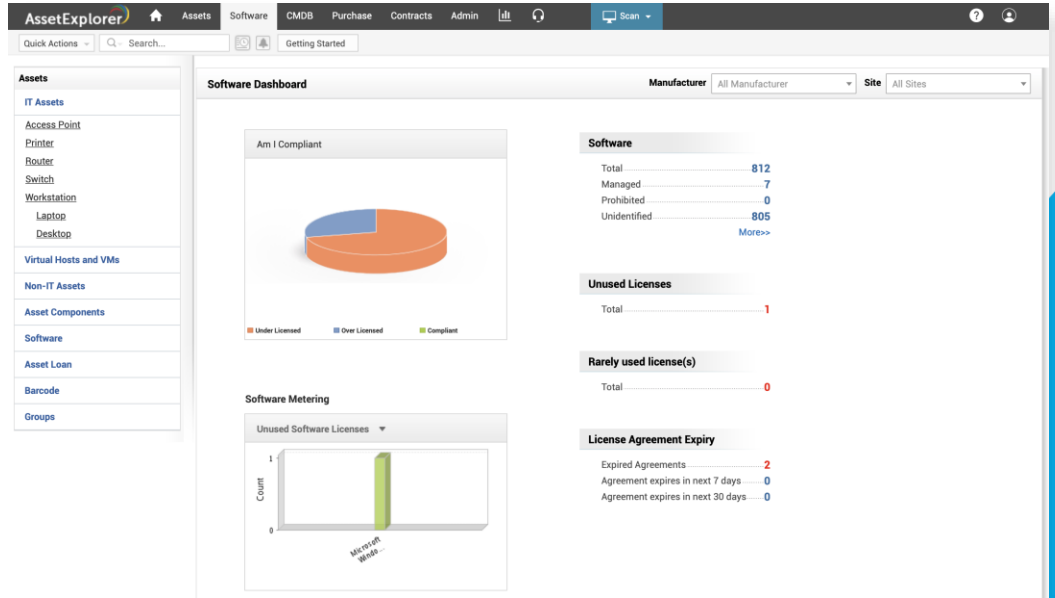 AssetExplorer Assets Software CMDB Purchase Contracts Admin Scan ?
Quick Actions Search... Getting Started
Assets
IT Assets
Access Point
Printer
Router
Switch
Workstation
Laptop
Desktop
Virtual Hosts and VMs
Non-IT Assets
Asset Components
Software
Asset Loan
Barcode
Groups
Software Dashboard Manufacturer All Manufacturer Site All Sites
Am I Compliant
Under Licensed Over Licensed Compliant
Software Metering
Unused Software Licenses
1
Count
0
Microsoft
Windo...
Software
Total 812
Managed 7
Prohibited 0
Unidentified 805
More>>
Unused Licenses
Total 1
Rarely used license(s)
Total 0
License Agreement Expiry
Expired Agreements 2
Agreement expires in next 7 days 0
Agreement expires in next 30 days 0